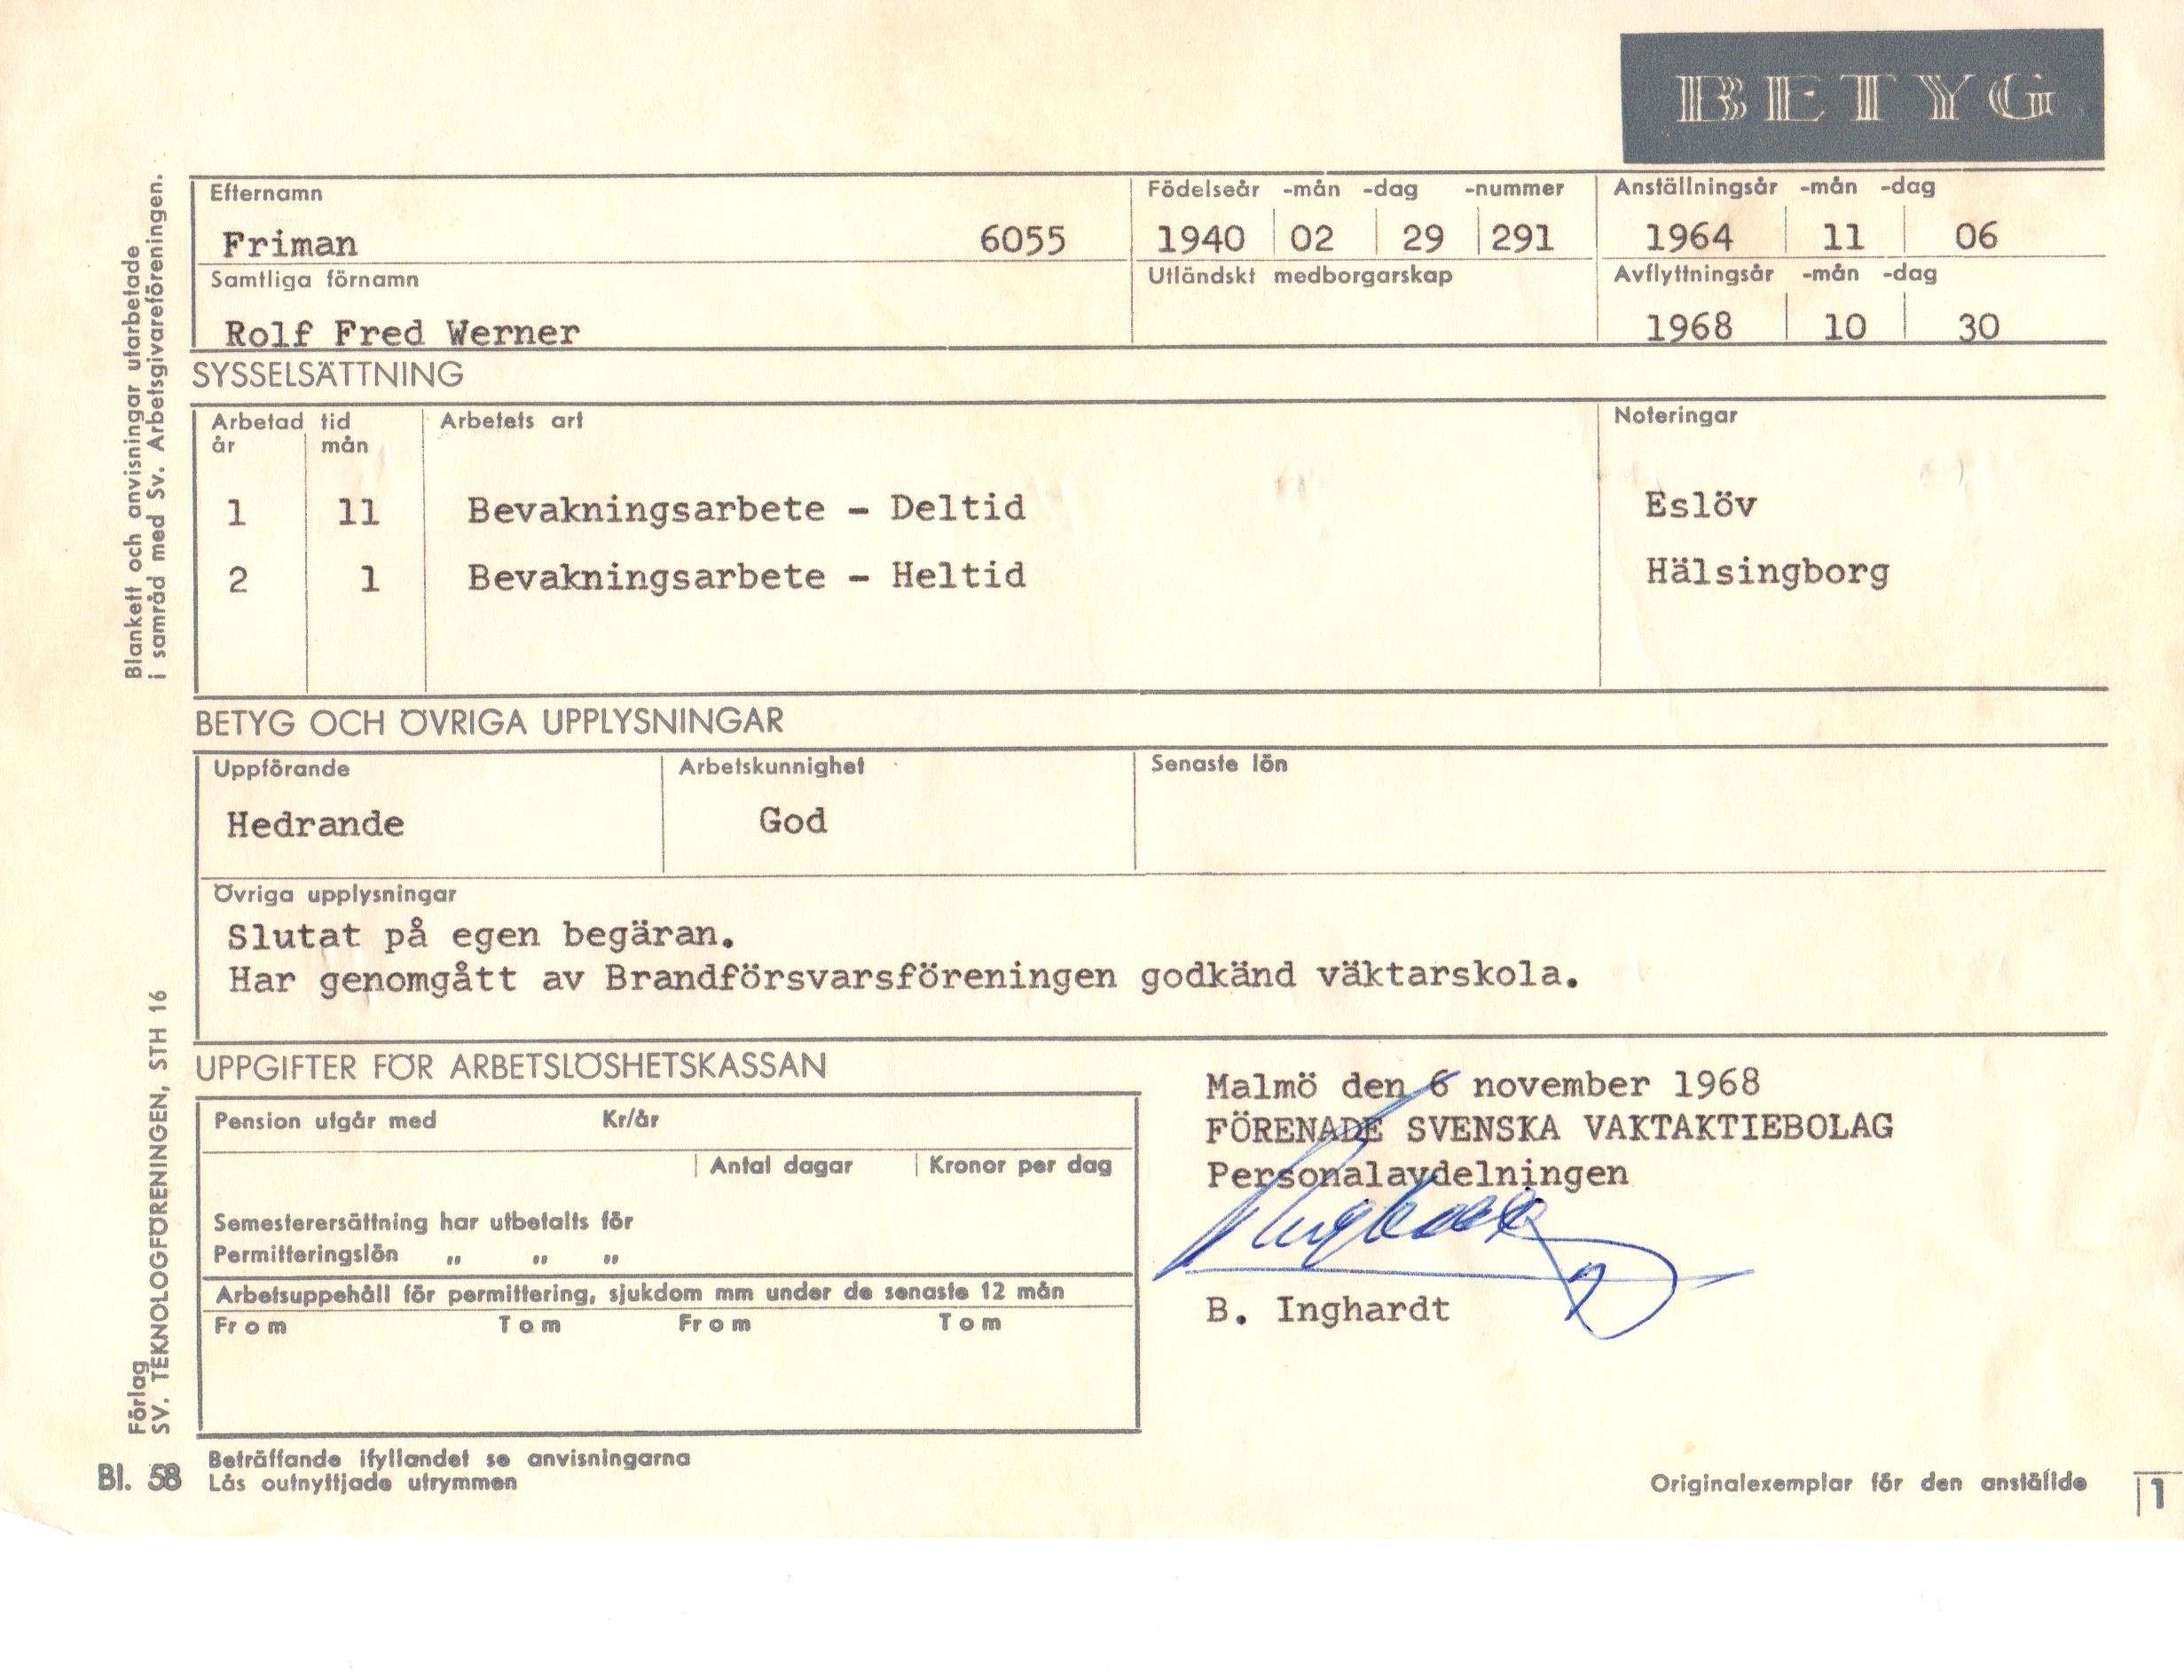 BETYG
Efternamn
Friman 6055
Födelseår -mån -dag -nummer
1940 02 29 291
Anställningsår -mån -dag
1964 11 06
Samtliga förnamn
Rolf Fred Werner
Utländskt medborgarskap
Avflyttningsår -mån -dag
1968 10 30
SYSSELSÄTTNING
Arbetad tid
år mån
Arbetets art
Noteringar
1 11 Bevakningsarbete - Deltid Eslöv
2 1 Bevakningsarbete - Heltid Hälsingborg
BETYG OCH ÖVRIGA UPPLYSNINGAR
Uppförande Arbetskunnighet Senaste lön
Hedrande God
Övriga upplysningar
Slutat på egen begäran.
Har genomgått av Brandförsvarsföreningen godkänd väktarskola.
UPPGIFTER FÖR ARBETSLÖSHETSKASSAN
Pension utgår med Kr/år
Antal dagar Kronor per dag
Semesterersättning har utbetalts för
Permitteringslön „ „ „
Arbetsuppehåll för permittering, sjukdom mm under de senaste 12 mån
From Tom From Tom
Malmö den 6 november 1968
FÖRENADE SVENSKA VAKTAKTIEBOLAG
Personalavdelningen
B. Inghardt
Blankett och anvisningar utarbetade
i samråd med Sv. Arbetsgivareföreningen.
Förlag
SV. TEKNOLOGFÖRENINGEN, STH 16
Bl. 58
Beträffande ifyllandet se anvisningarna
Lås outnyttjade utrymmen
Originalexemplar för den anställde
1